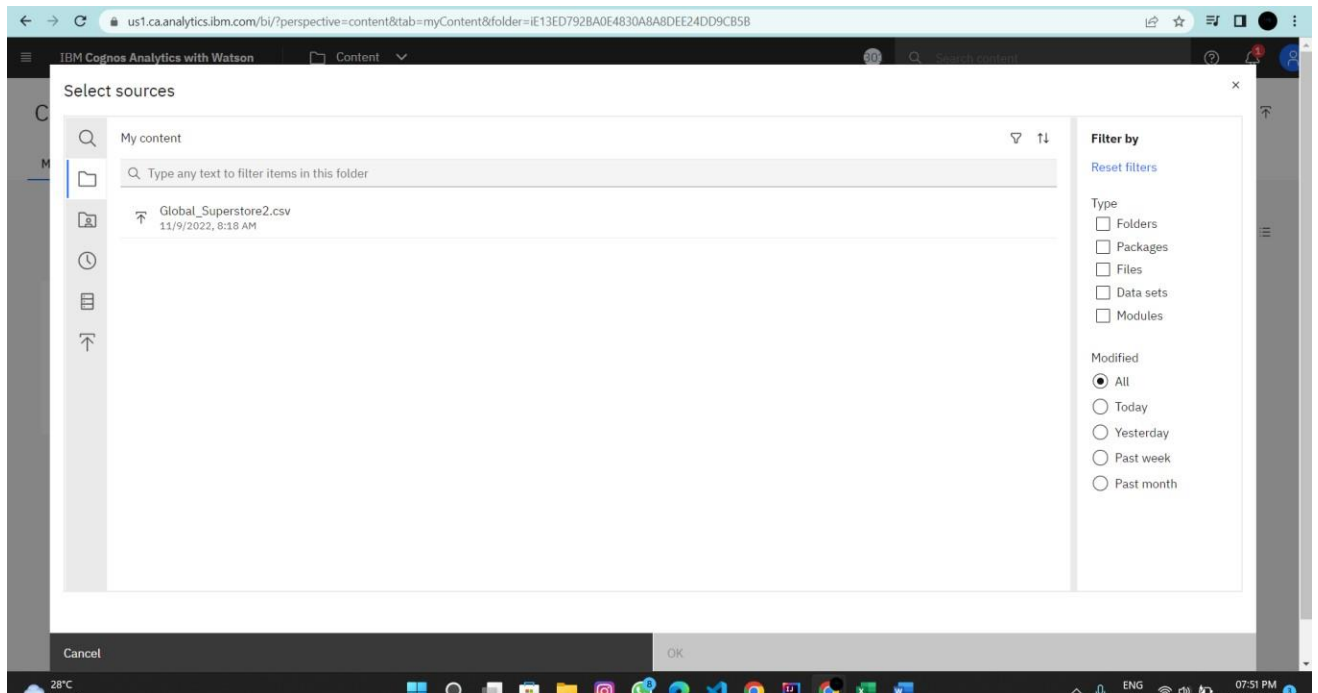 us1.ca.analytics.ibm.com/bi/?perspective=content&tab=myContent&folder=iE13ED792BA0E4830A8A8DEE24DD9CB5B
IBM Cognos Analytics with Watson
Content
Search content
Select sources
My content
Type any text to filter items in this folder
Global_Superstore2.csv
11/9/2022, 8:18 AM
Filter by
Reset filters
Type
Folders
Packages
Files
Data sets
Modules
Modified
All
Today
Yesterday
Past week
Past month
Cancel
OK
28°C
8
ENG
07:51 PM